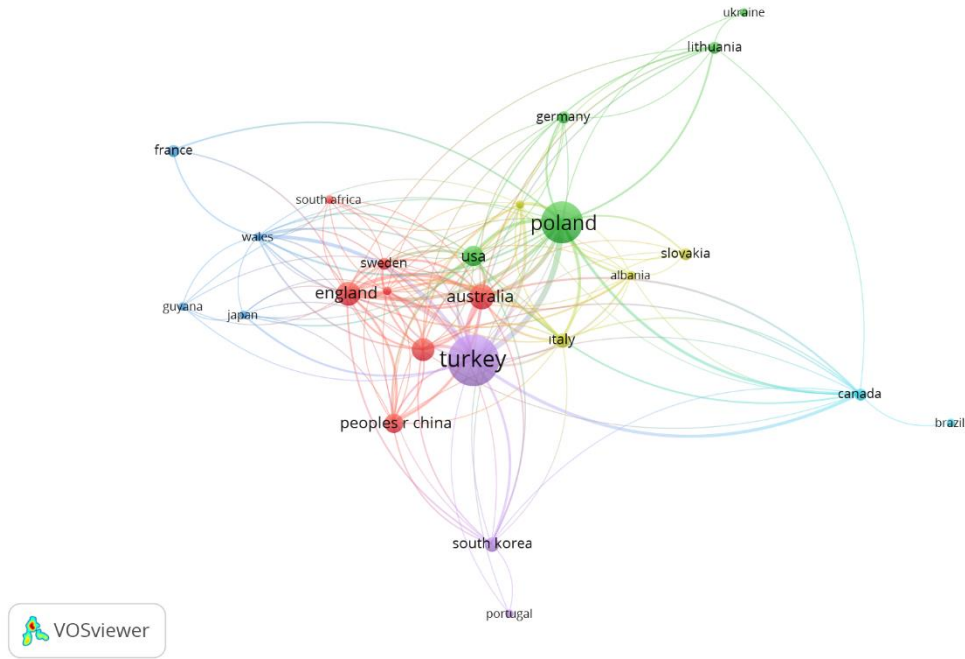 ukraine
lithuania
germany
france
south africa
poland
wales
usa
slovakia
sweden
albania
england
australia
guyana
japan
italy
turkey
canada
peoples r china
brazil
south korea
portugal
VOSviewer